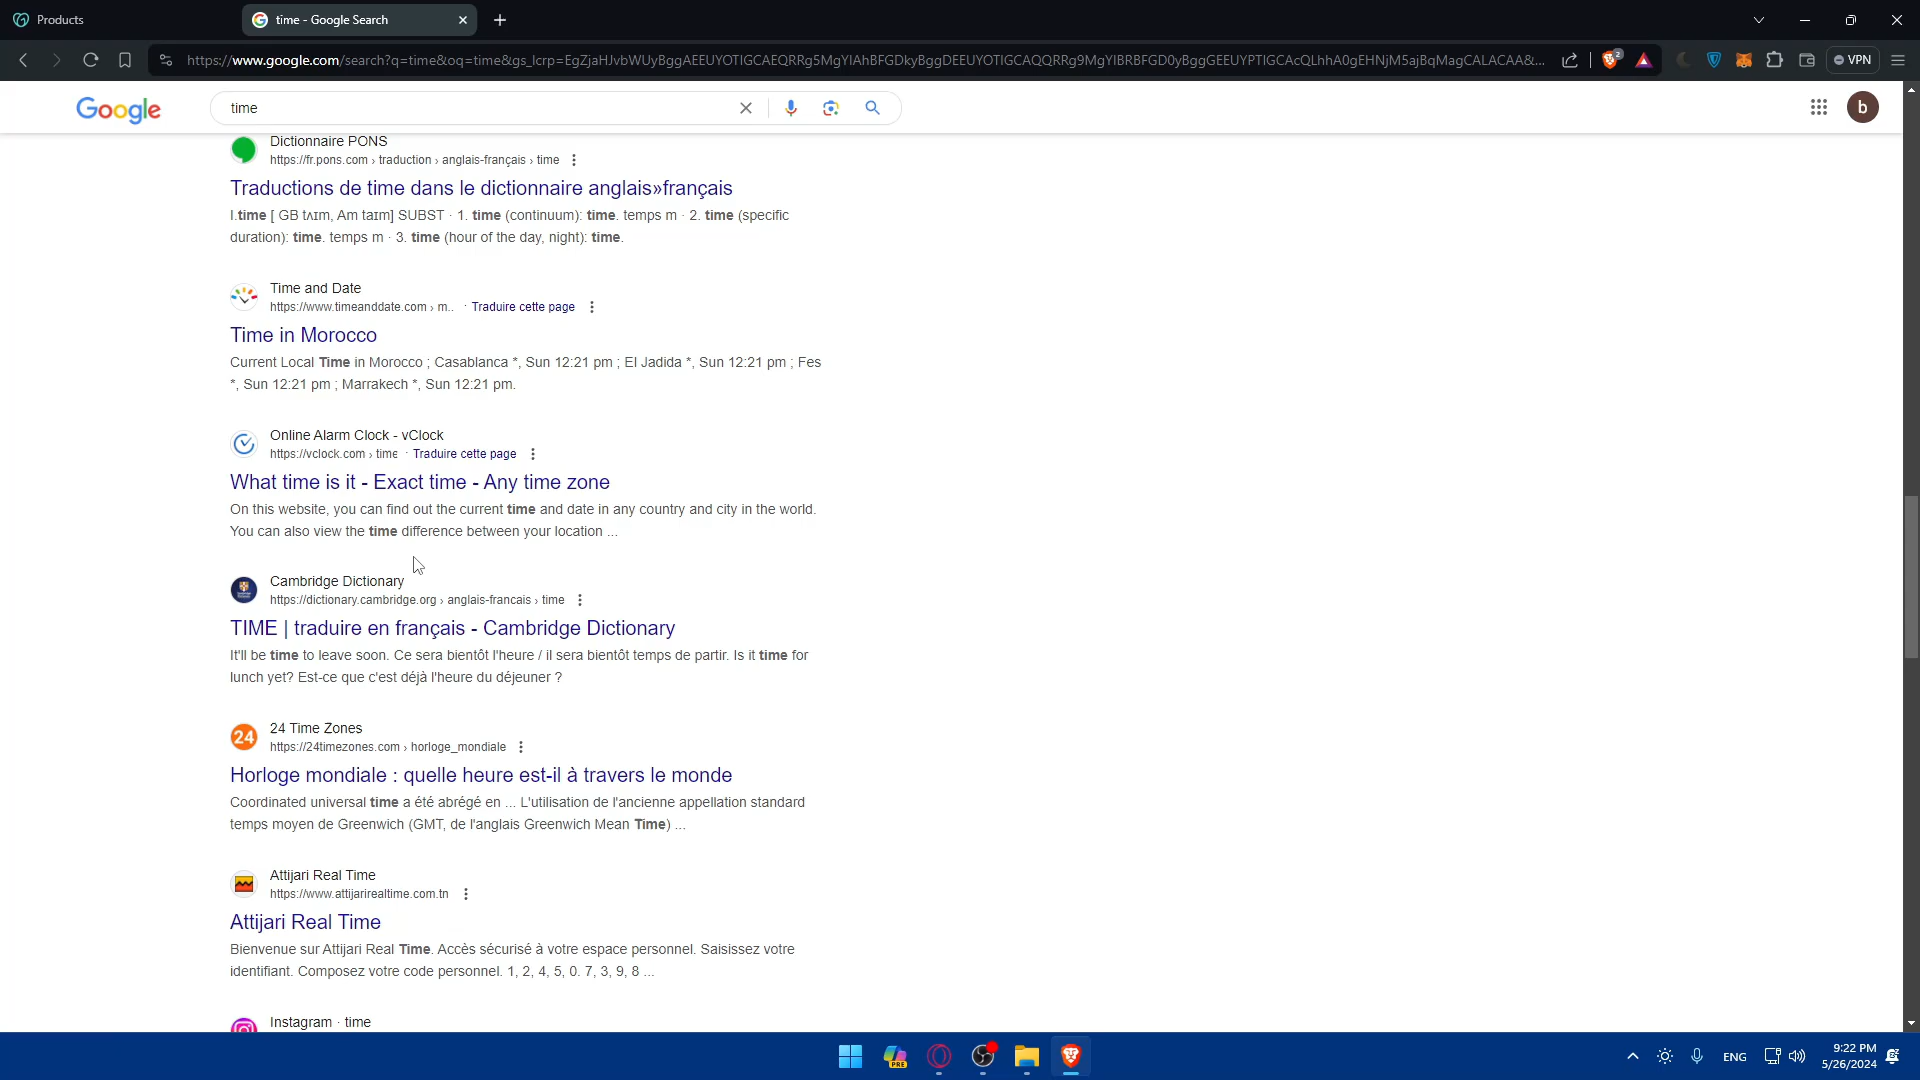 Products
time - Google Search
https://www.google.com/search?q=time&oq=time&gs_lcrp=EgZjaHJvbWUyBggAEEUYOTIGCAEQRRg5MgYIAhBFGDkyBggDEEUYOTIGCAQQRRg9MgYIBRBFGD0yBggGEEUYPTIGCAcQLhhA0gEHNjM5ajBqMagCALACAA&...
2
VPN
Google
time
b
Dictionnaire PONS
https://fr.pons.com › traduction › anglais-français › time
Traductions de time dans le dictionnaire anglais»français
I.time [ GB tʌɪm, Am taɪm] SUBST · 1. time (continuum): time. temps m · 2. time (specific
duration): time. temps m · 3. time (hour of the day, night): time.
Time and Date
https://www.timeanddate.com › m.. · Traduire cette page
Time in Morocco
Current Local Time in Morocco ; Casablanca *, Sun 12:21 pm ; El Jadida *, Sun 12:21 pm ; Fes
*, Sun 12:21 pm ; Marrakech *, Sun 12:21 pm.
Online Alarm Clock - vClock
https://vclock.com › time · Traduire cette page
What time is it - Exact time - Any time zone
On this website, you can find out the current time and date in any country and city in the world.
You can also view the time difference between your location ...
Cambridge Dictionary
https://dictionary.cambridge.org › anglais-francais › time
TIME | traduire en français - Cambridge Dictionary
It'll be time to leave soon. Ce sera bientôt l'heure / il sera bientôt temps de partir. Is it time for
lunch yet? Est-ce que c'est déjà l'heure du déjeuner ?
24
24 Time Zones
https://24timezones.com › horloge_mondiale
Horloge mondiale : quelle heure est-il à travers le monde
Coordinated universal time a été abrégé en ... L'utilisation de l'ancienne appellation standard
temps moyen de Greenwich (GMT, de l'anglais Greenwich Mean Time) ...
Attijari Real Time
https://www.attijarirealtime.com.tn
Attijari Real Time
Bienvenue sur Attijari Real Time. Accès sécurisé à votre espace personnel. Saisissez votre
identifiant. Composez votre code personnel. 1, 2, 4, 5, 0. 7, 3, 9, 8 ...
Instagram · time
PRE
ENG
9:22 PM
5/26/2024